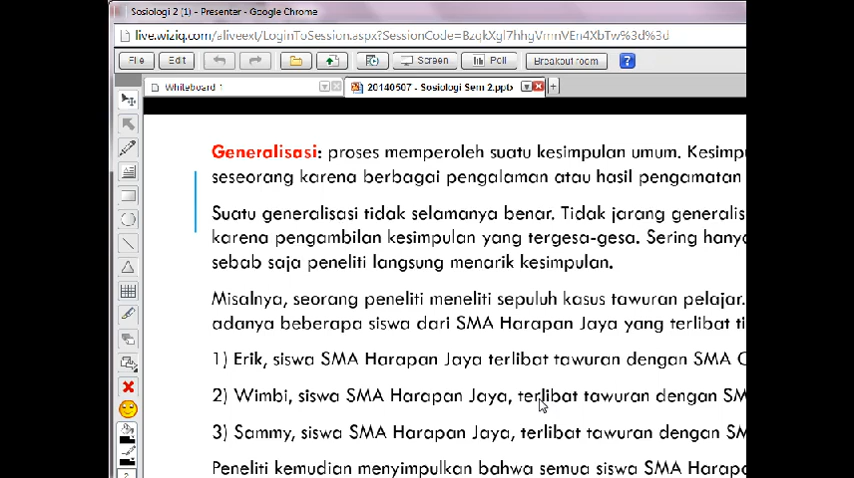 Sosiologi 2 (1) - Presenter - Google Chrome
live.wiziq.com/aliveext/LoginToSession.aspx?SessionCode=BzqkXgl7hhgVmnVEn4XbTw%3d%3d
File Edit Screen Poll Breakout room ?
Whiteboard 1 20140507 - Sosiologi Sem 2.pptx +
Generalisasi: proses memperoleh suatu kesimpulan umum. Kesimpu
seseorang karena berbagai pengalaman atau hasil pengamatan
Suatu generalisasi tidak selamanya benar. Tidak jarang generalis
karena pengambilan kesimpulan yang tergesa-gesa. Sering hany
sebab saja peneliti langsung menarik kesimpulan.
Misalnya, seorang peneliti meneliti sepuluh kasus tawuran pelajar.
adanya beberapa siswa dari SMA Harapan Jaya yang terlibat ti
1) Erik, siswa SMA Harapan Jaya terlibat tawuran dengan SMA
2) Wimbi, siswa SMA Harapan Jaya, terlibat tawuran dengan SM
3) Sammy, siswa SMA Harapan Jaya, terlibat tawuran dengan SM
Peneliti kemudian menyimpulkan bahwa semua siswa SMA Harap